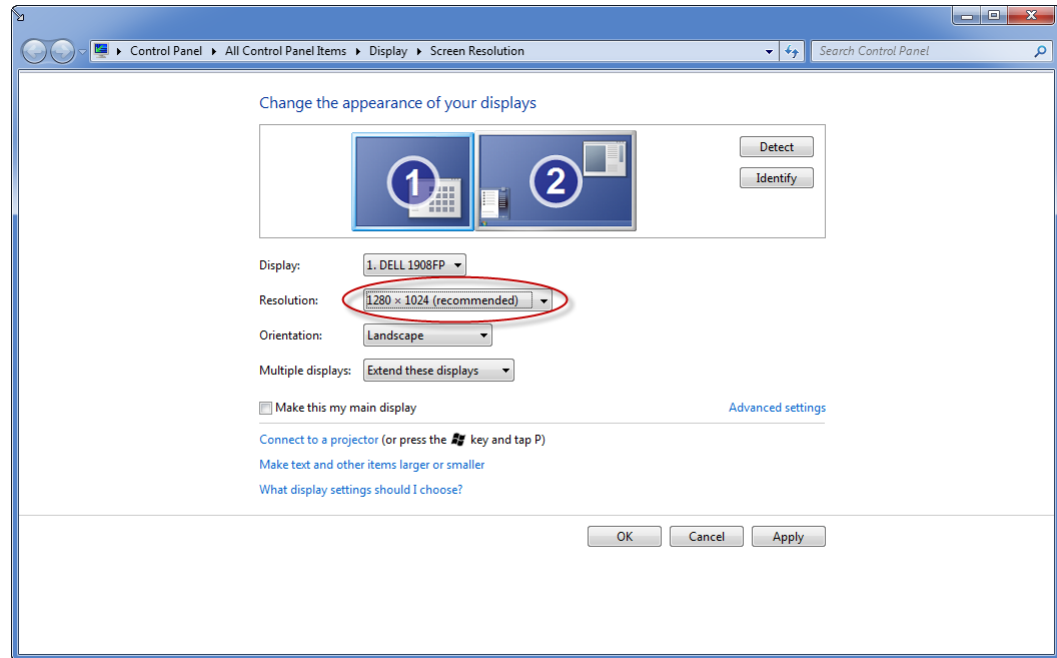 Control Panel ▸ All Control Panel Items ▸ Display ▸ Screen Resolution Search Control Panel
Change the appearance of your displays
1 2
Detect
Identify
Display: 1. DELL 1908FP
Resolution: 1280 × 1024 (recommended)
Orientation: Landscape
Multiple displays: Extend these displays
Make this my main display Advanced settings
Connect to a projector (or press the key and tap P)
Make text and other items larger or smaller
What display settings should I choose?
OK Cancel Apply